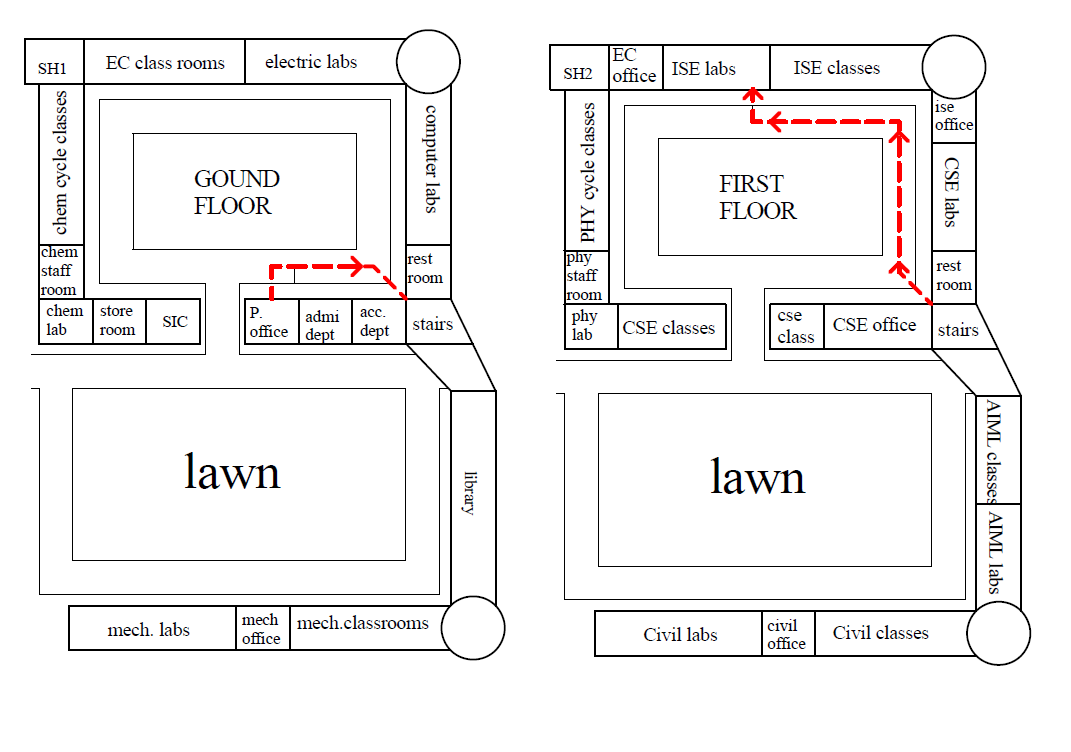 SH1
EC class rooms
electric labs
chem cycle classes
computer labs
GOUND
FLOOR
chem
staff
room
rest
room
chem
lab
store
room
SIC
P.
office
admi
dept
acc.
dept
stairs
lawn
library
mech. labs
mech
office
mech.classrooms
SH2
EC
office
ISE labs
ISE classes
PHY cycle classes
ise
office
CSE labs
FIRST
FLOOR
phy
staff
room
rest
room
phy
lab
CSE classes
cse
class
CSE office
stairs
lawn
AIML classes
AIML labs
Civil labs
civil
office
Civil classes